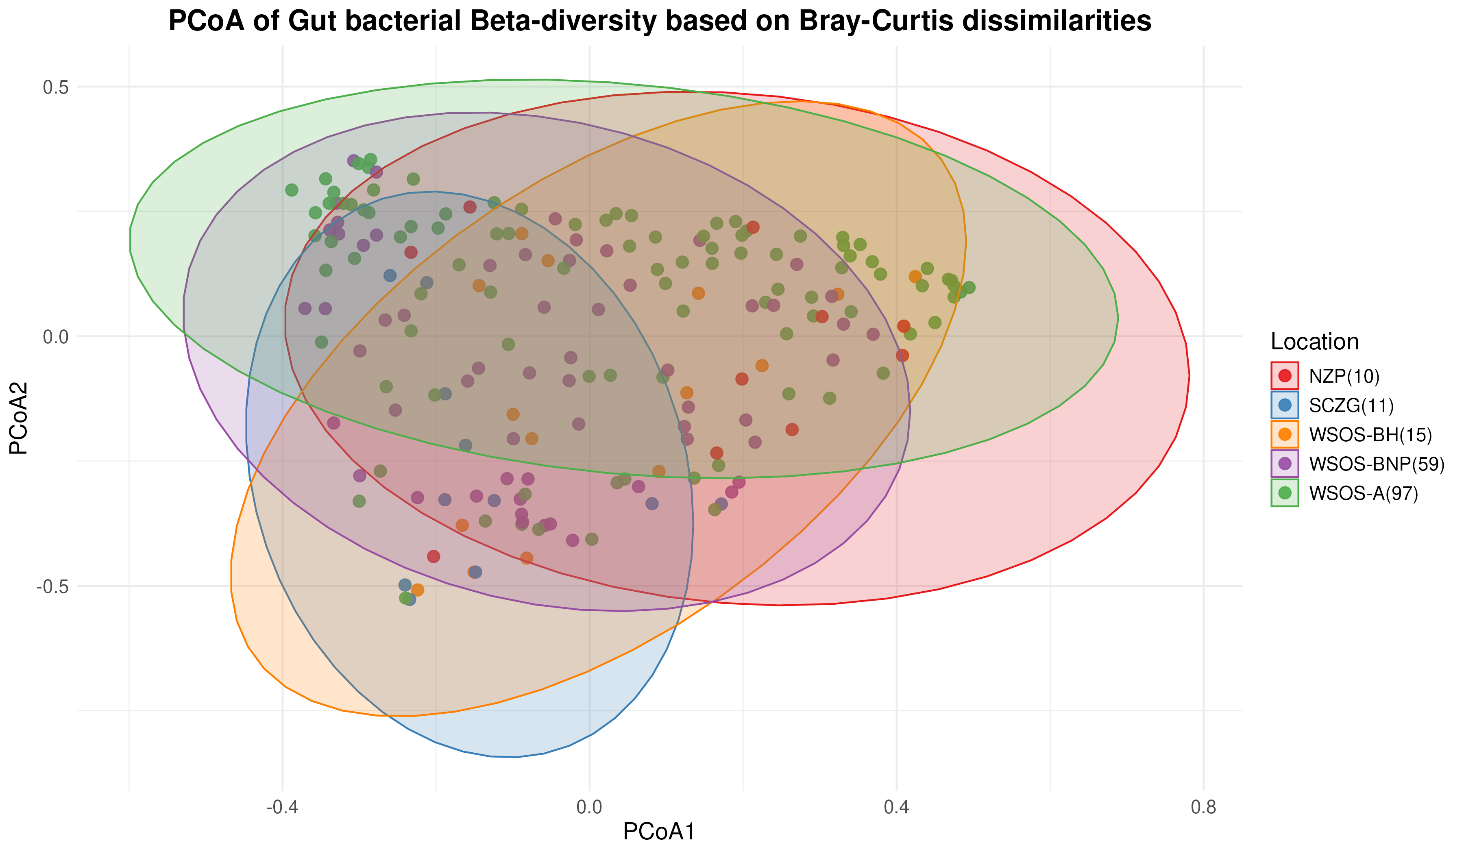 PCoA of Gut bacterial Beta-diversity based on Bray-Curtis dissimilarities
0.5
0.0
-0.5
PCoA2
-0.4
0.0
0.4
0.8
PCoA1
Location
NZP(10)
SCZG(11)
WSOS-BH(15)
WSOS-BNP(59)
WSOS-A(97)